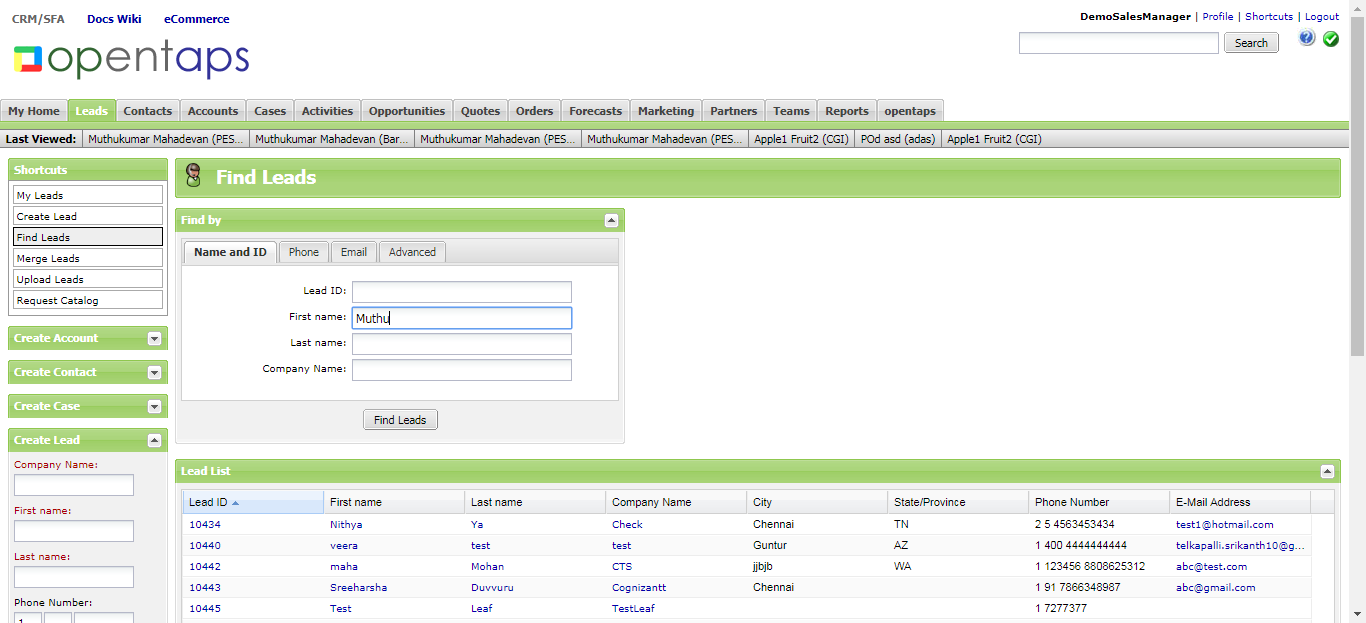 CRM/SFA Docs Wiki eCommerce
DemoSalesManager | Profile | Shortcuts | Logout
opentaps
Search
?
My Home Leads Contacts Accounts Cases Activities Opportunities Quotes Orders Forecasts Marketing Partners Teams Reports opentaps
Last Viewed: Muthukumar Mahadevan (PES... Muthukumar Mahadevan (Bar... Muthukumar Mahadevan (PES... Muthukumar Mahadevan (PES... Apple1 Fruit2 (CGI) POd asd (adas) Apple1 Fruit2 (CGI)
Shortcuts
My Leads
Create Lead
Find Leads
Merge Leads
Upload Leads
Request Catalog
Create Account
Create Contact
Create Case
Create Lead
Company Name:
First name:
Last name:
Phone Number:
1
Find Leads
Find by
Name and ID Phone Email Advanced
Lead ID:
First name: Muthu
Last name:
Company Name:
Find Leads
Lead List
Lead ID First name Last name Company Name City State/Province Phone Number E-Mail Address
10434 Nithya Ya Check Chennai TN 2 5 4563453434 test1@hotmail.com
10440 veera test test Guntur AZ 1 400 4444444444 telkapalli.srikanth10@g...
10442 maha Mohan CTS jjbjb WA 1 123456 8808625312 abc@test.com
10443 Sreeharsha Duvvuru Cognizantt Chennai 1 91 7866348987 abc@gmail.com
10445 Test Leaf TestLeaf 1 7277377